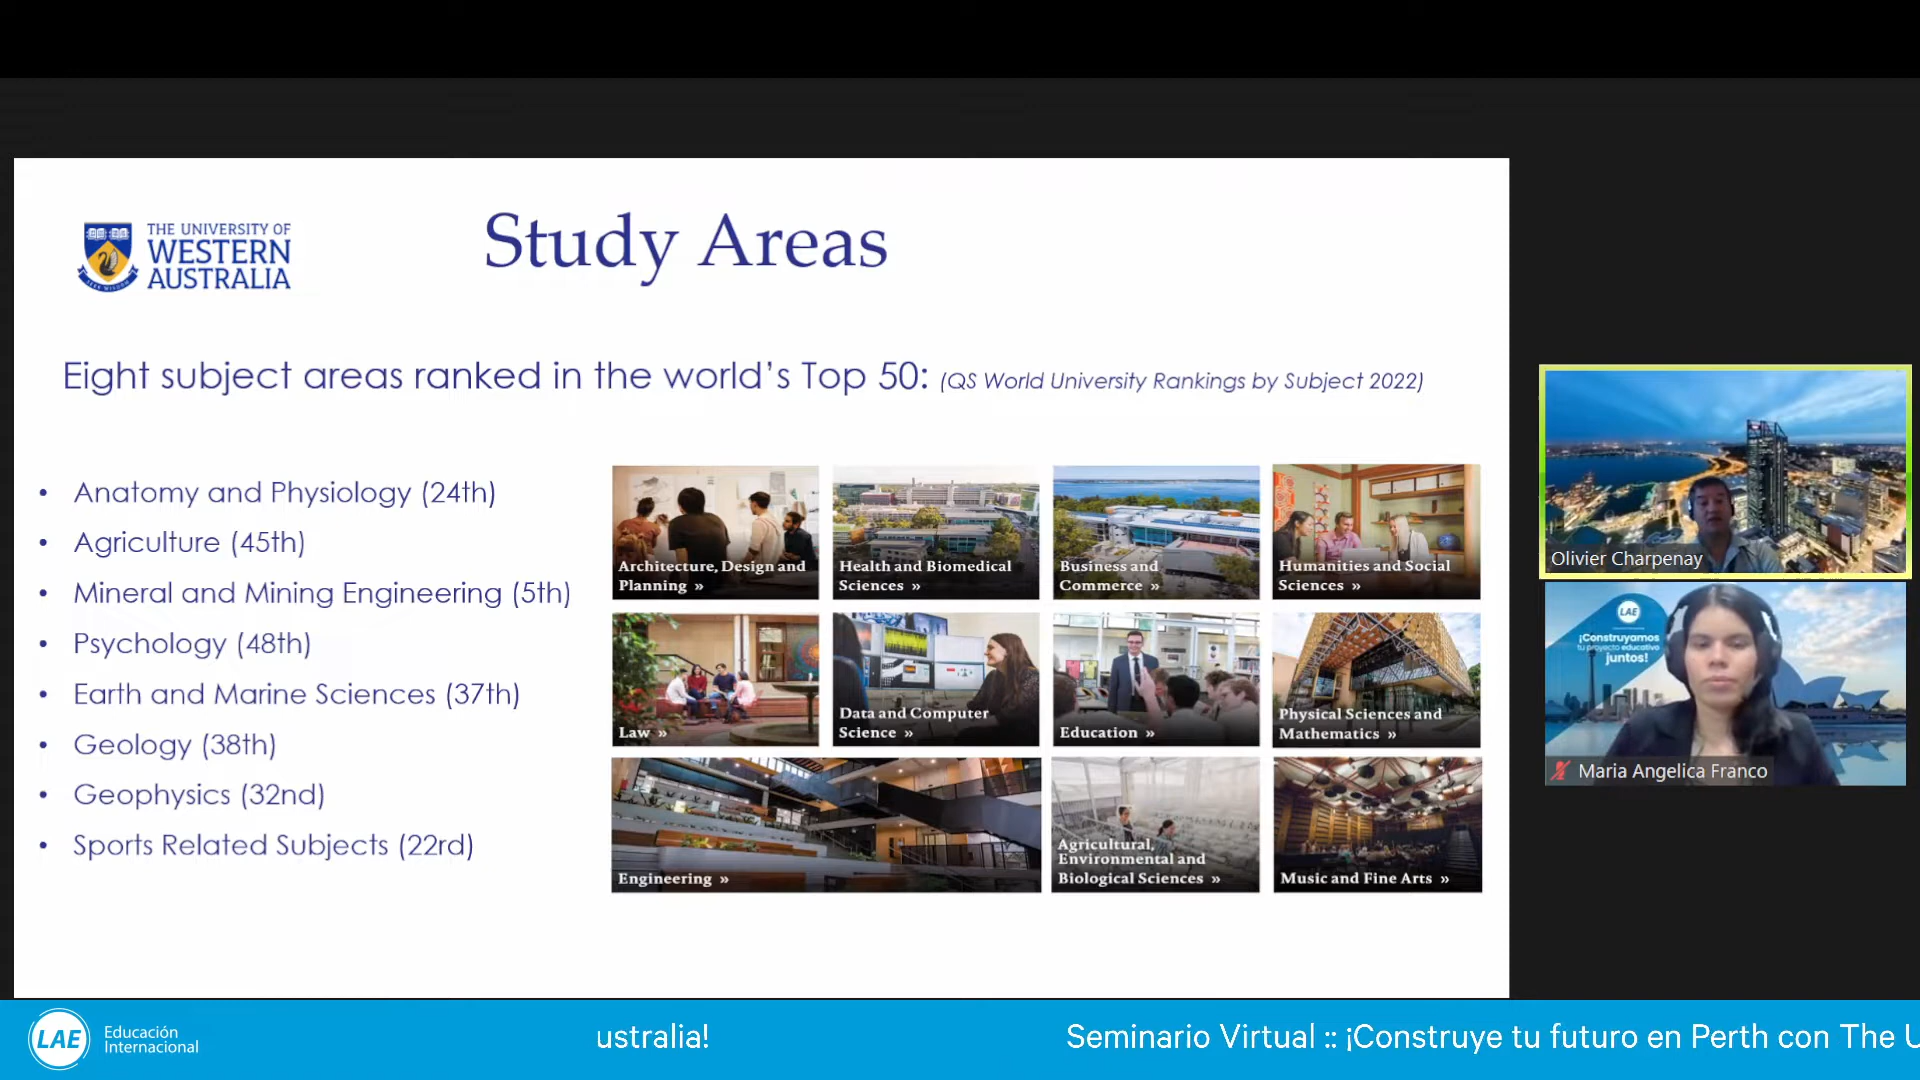 THE UNIVERSITY OF
WESTERN
AUSTRALIA
Study Areas
Eight subject areas ranked in the world's Top 50: (QS World University Rankings by Subject 2022)
• Anatomy and Physiology (24th)
• Agriculture (45th)
• Mineral and Mining Engineering (5th)
• Psychology (48th)
• Earth and Marine Sciences (37th)
• Geology (38th)
• Geophysics (32nd)
• Sports Related Subjects (22rd)
Architecture, Design and
Planning »
Health and Biomedical
Sciences »
Business and
Commerce »
Humanities and Social
Sciences »
Law »
Data and Computer
Science »
Education »
Physical Sciences and
Mathematics »
Engineering »
Agricultural,
Environmental and
Biological Sciences »
Music and Fine Arts »
Olivier Charpenay
LAE
¡Construyamos
tu proyecto educativo
juntos!
Maria Angelica Franco
LAE
Educación
Internacional
ustralia!
Seminario Virtual :: ¡Construye tu futuro en Perth con The U